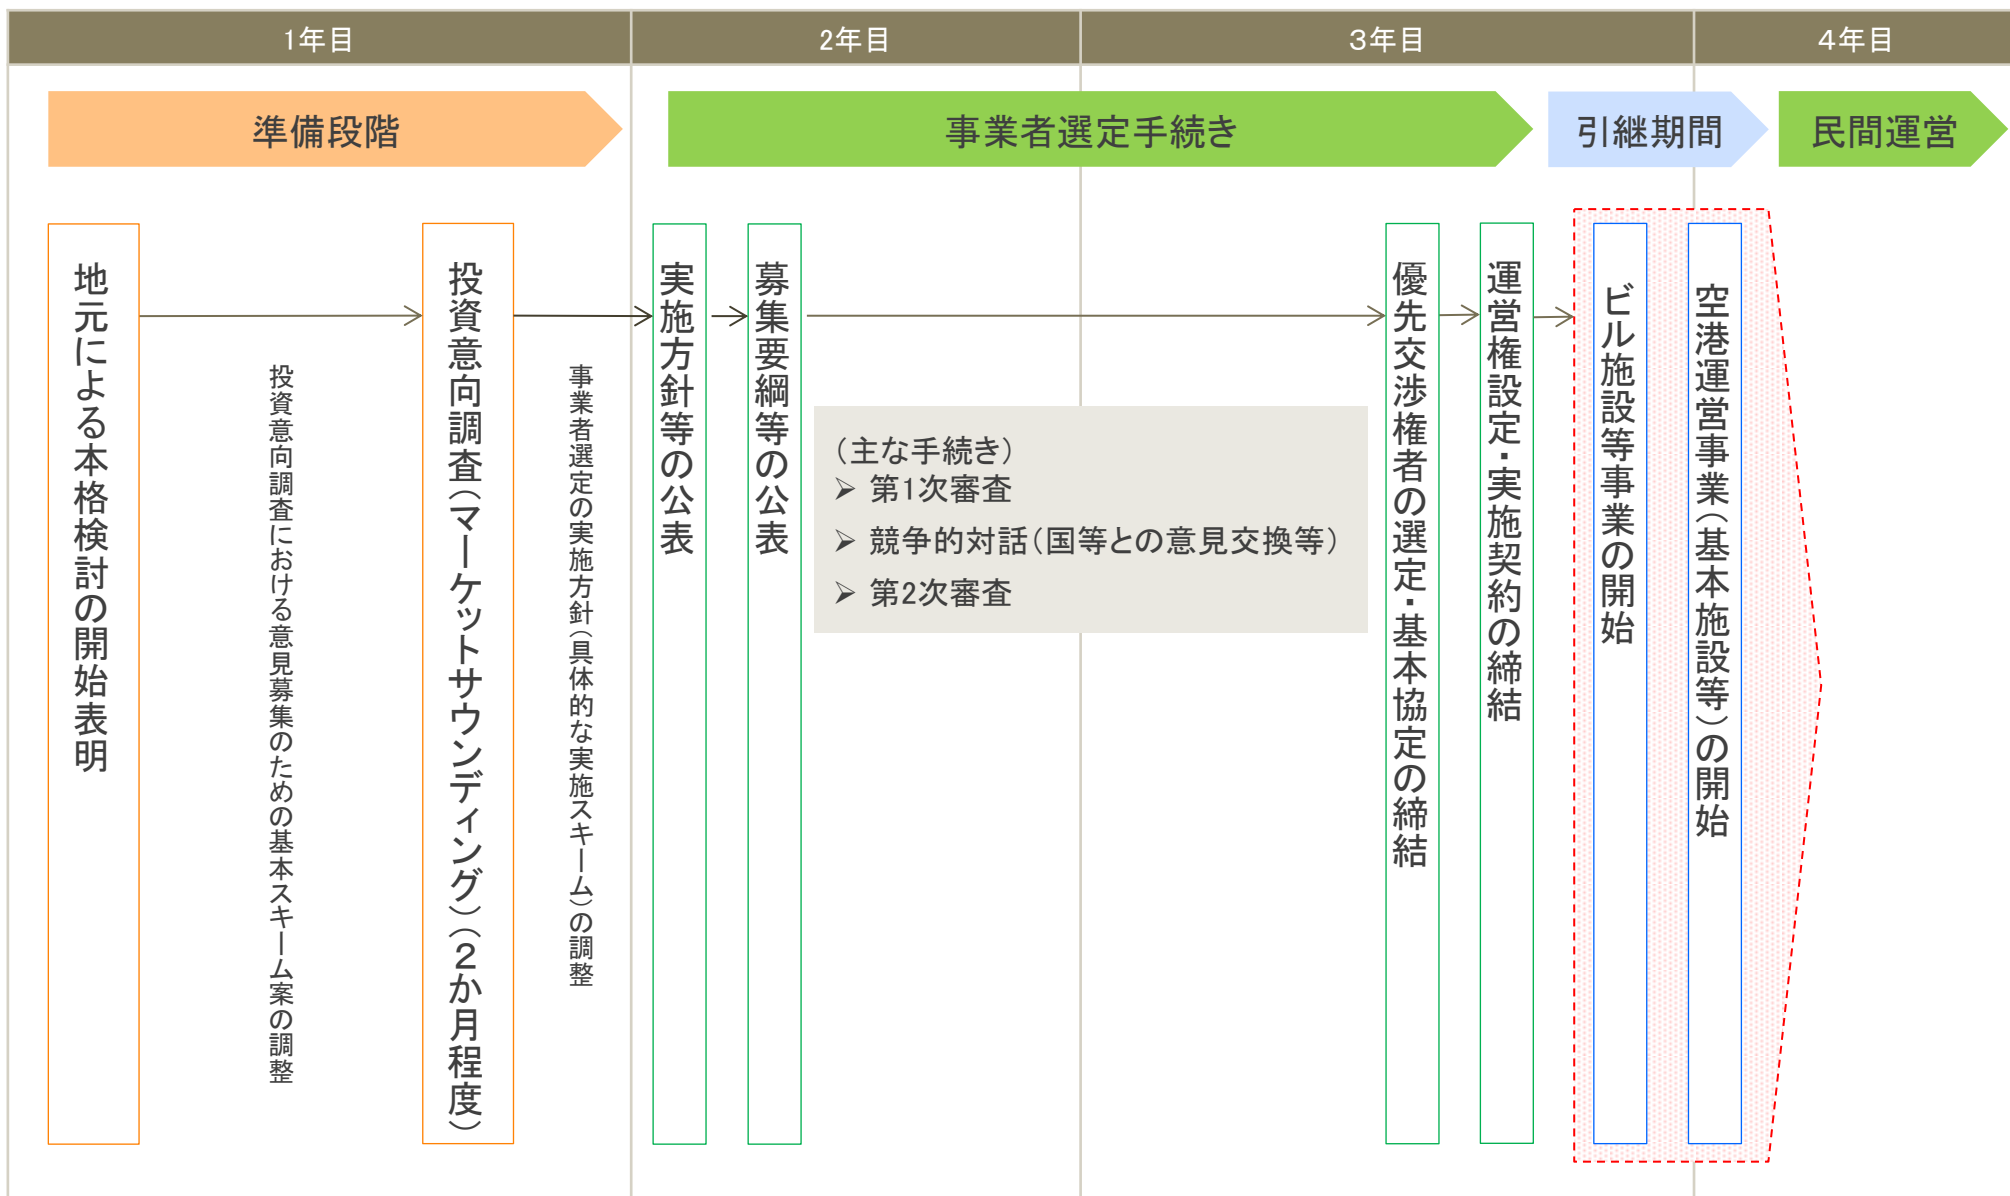 1年目
2年目
3年目
4年目
準備段階
事業者選定手続き
引継期間
民間運営
地元による本格検討の開始表明
投資意向調査における意見募集のための基本スキーム案の調整
投資意向調査(マーケットサウンディング)(2か月程度)
事業者選定の実施方針(具体的な実施スキーム)の調整
実施方針等の公表
募集要綱等の公表
(主な手続き)
➢ 第1次審査
➢ 競争的対話(国等との意見交換等)
➢ 第2次審査
優先交渉権者の選定・基本協定の締結
運営権設定・実施契約の締結
ビル施設等事業の開始
空港運営事業(基本施設等)の開始